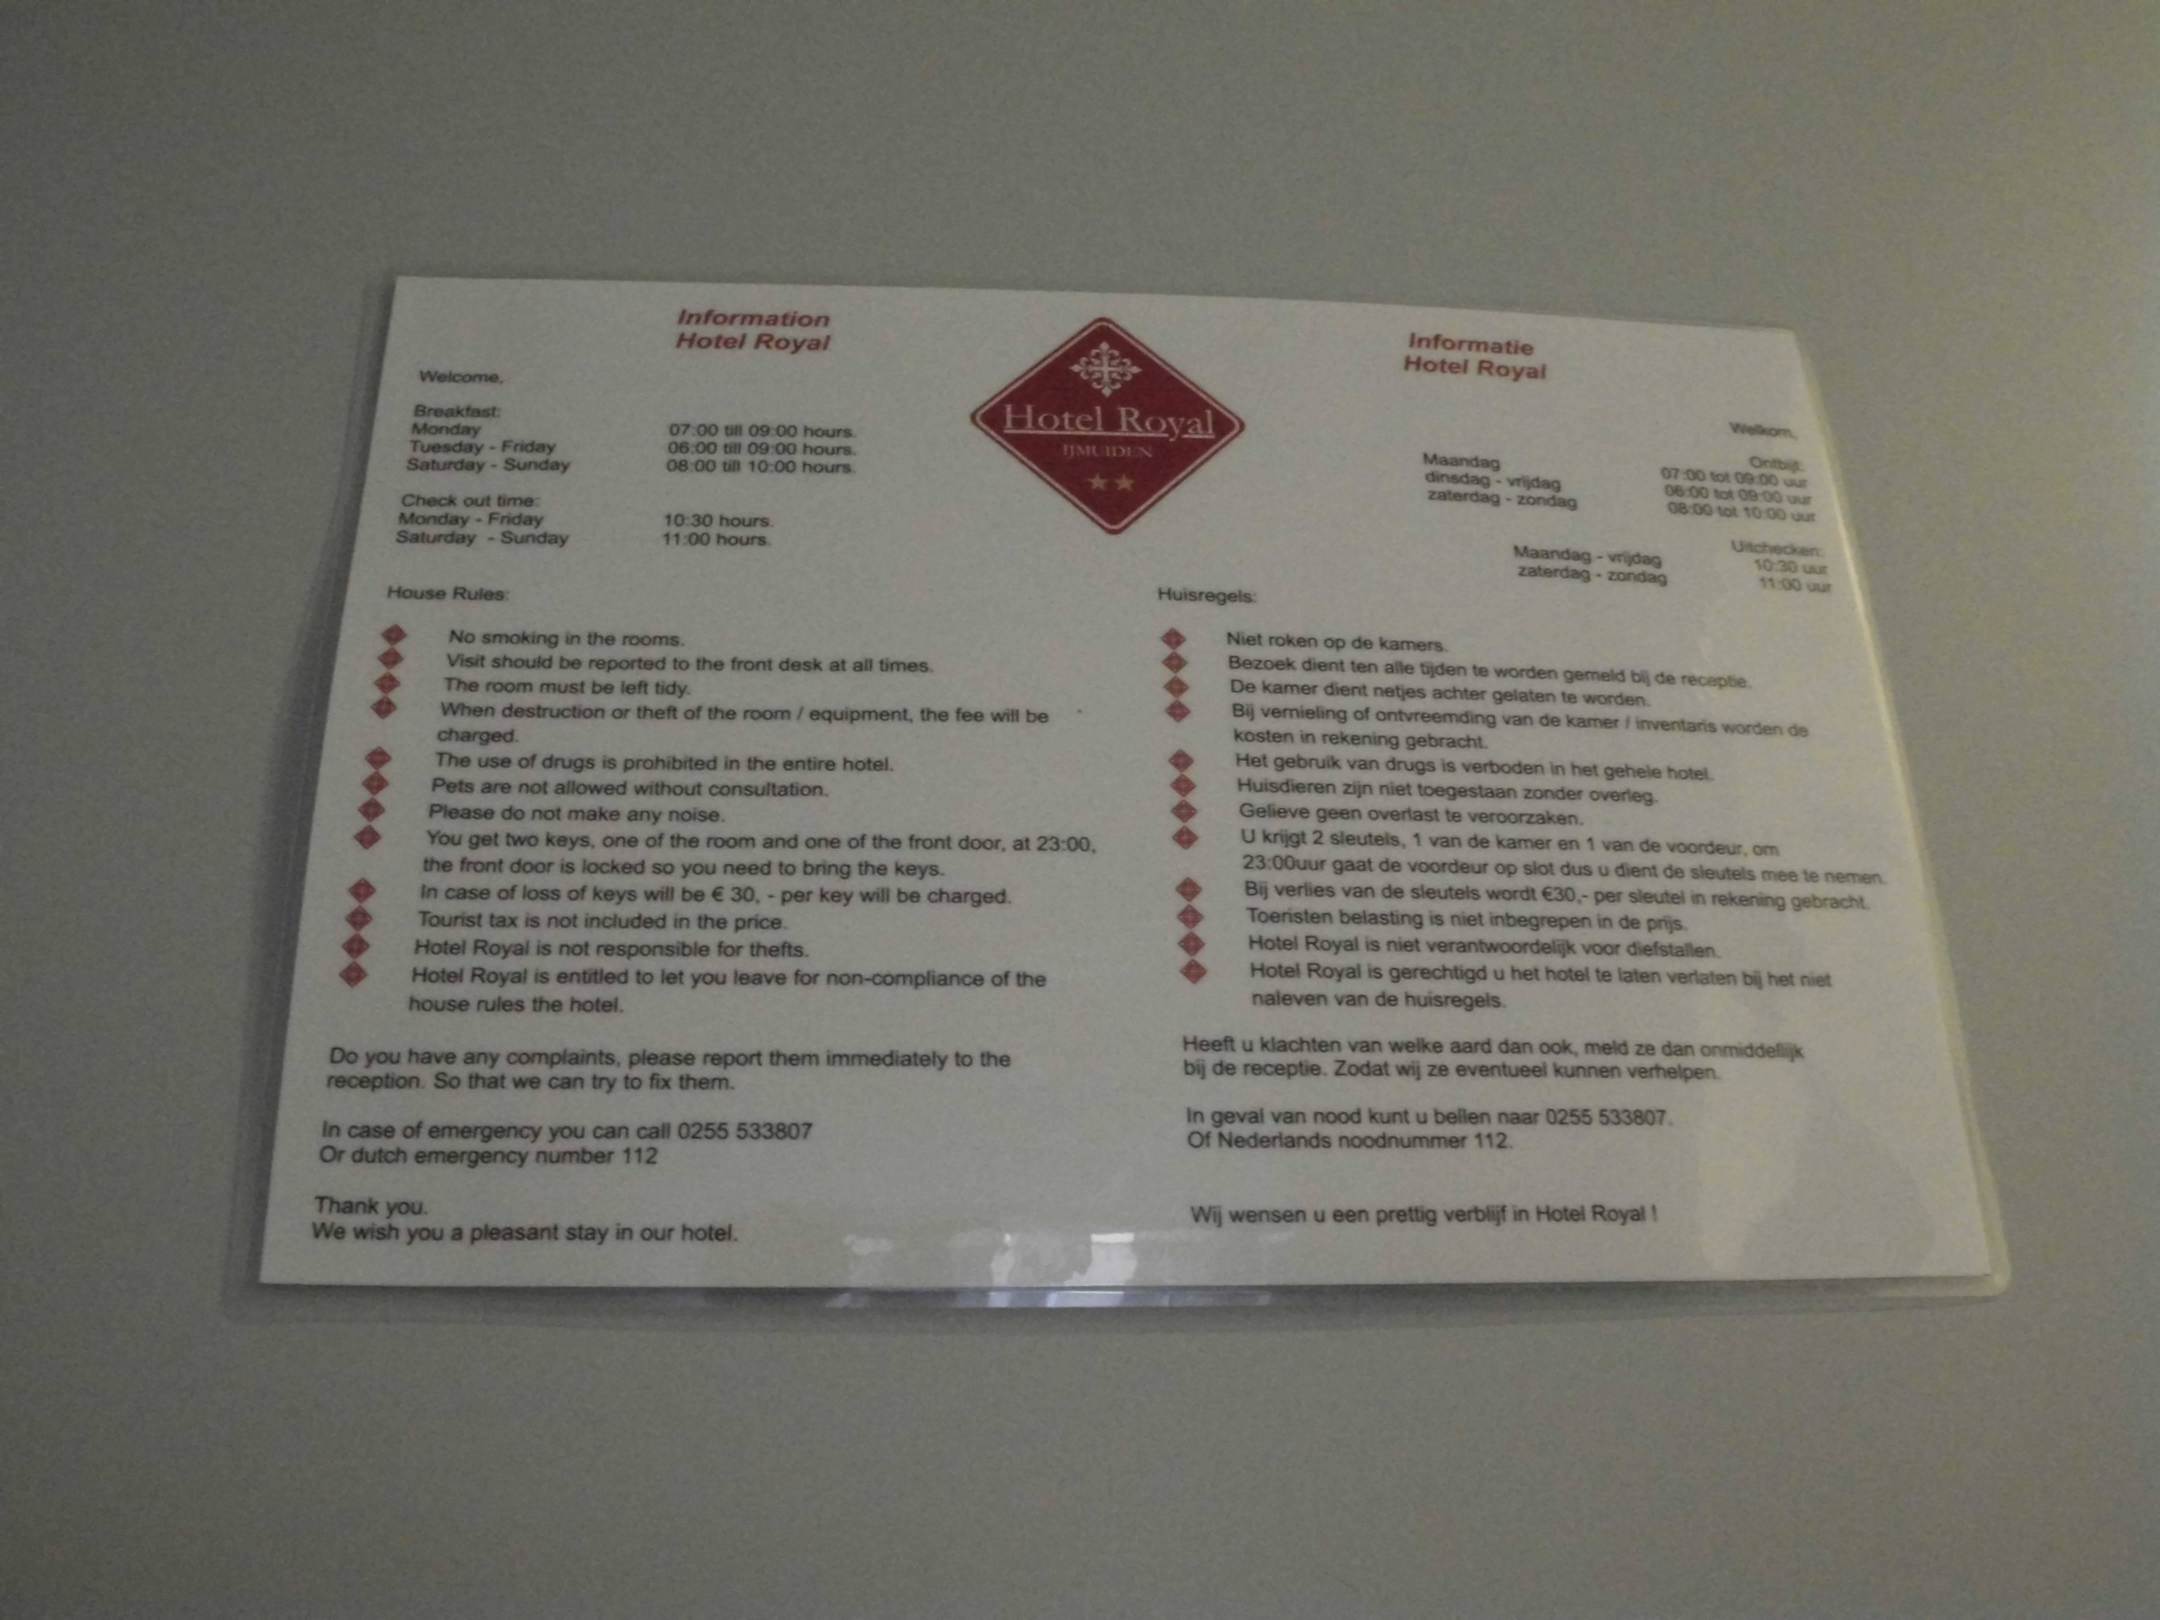 Information
Hotel Royal
Welcome,
Breakfast:
Monday 07:00 till 09:00 hours.
Tuesday - Friday 06:00 till 09:00 hours.
Saturday - Sunday 08:00 till 10:00 hours.
Check out time:
Monday - Friday 10:30 hours.
Saturday - Sunday 11:00 hours.
House Rules:
No smoking in the rooms.
Visit should be reported to the front desk at all times.
The room must be left tidy.
When destruction or theft of the room / equipment, the fee will be
charged.
The use of drugs is prohibited in the entire hotel.
Pets are not allowed without consultation.
Please do not make any noise.
You get two keys, one of the room and one of the front door, at 23:00,
the front door is locked so you need to bring the keys.
In case of loss of keys will be € 30, - per key will be charged.
Tourist tax is not included in the price.
Hotel Royal is not responsible for thefts.
Hotel Royal is entitled to let you leave for non-compliance of the
house rules the hotel.
Do you have any complaints, please report them immediately to the
reception. So that we can try to fix them.
In case of emergency you can call 0255 533807
Or dutch emergency number 112
Thank you.
We wish you a pleasant stay in our hotel.
Hotel Royal
IJMUIDEN
Informatie
Hotel Royal
Welkom,
Ontbijt:
Maandag 07:00 tot 09:00 uur
dinsdag - vrijdag 06:00 tot 09:00 uur
zaterdag - zondag 08:00 tot 10:00 uur
Uitchecken:
Maandag - vrijdag 10:30 uur
zaterdag - zondag 11:00 uur
Huisregels:
Niet roken op de kamers.
Bezoek dient ten alle tijden te worden gemeld bij de receptie.
De kamer dient netjes achter gelaten te worden.
Bij vernieling of ontvreemding van de kamer / inventaris worden de
kosten in rekening gebracht.
Het gebruik van drugs is verboden in het gehele hotel.
Huisdieren zijn niet toegestaan zonder overleg.
Gelieve geen overlast te veroorzaken.
U krijgt 2 sleutels, 1 van de kamer en 1 van de voordeur, om
23:00uur gaat de voordeur op slot dus u dient de sleutels mee te nemen.
Bij verlies van de sleutels wordt €30,- per sleutel in rekening gebracht.
Toeristen belasting is niet inbegrepen in de prijs.
Hotel Royal is niet verantwoordelijk voor diefstallen.
Hotel Royal is gerechtigd u het hotel te laten verlaten bij het niet
naleven van de huisregels.
Heeft u klachten van welke aard dan ook, meld ze dan onmiddellijk
bij de receptie. Zodat wij ze eventueel kunnen verhelpen.
In geval van nood kunt u bellen naar 0255 533807.
Of Nederlands noodnummer 112.
Wij wensen u een prettig verblijf in Hotel Royal !